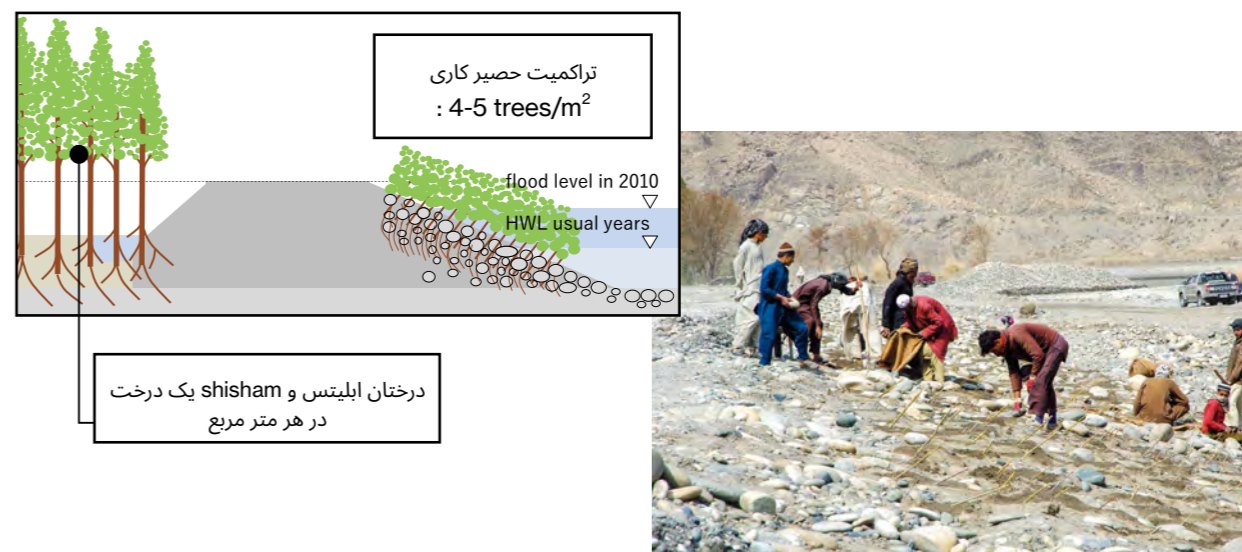 تراکمیت حصیر کاری
: 4-5 trees/m²
flood level in 2010
HWL usual years
درختان ابلیتس و shisham یک درخت
در هر متر مربع